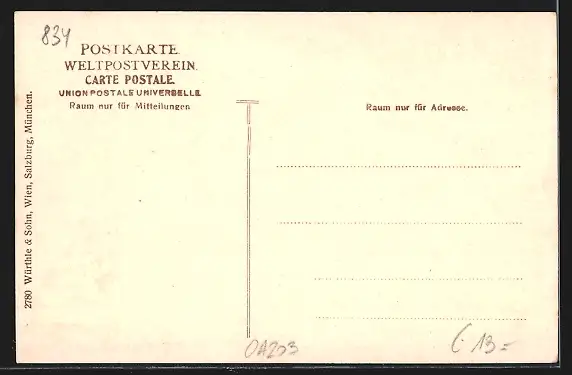 834
POSTKARTE.
WELTPOSTVEREIN.
CARTE POSTALE.
UNION POSTALE UNIVERSELLE.
Raum nur für Mitteilungen
Raum nur für Adresse.
2780 Würthle & Sohn, Wien, Salzburg, München.
OA203
13=